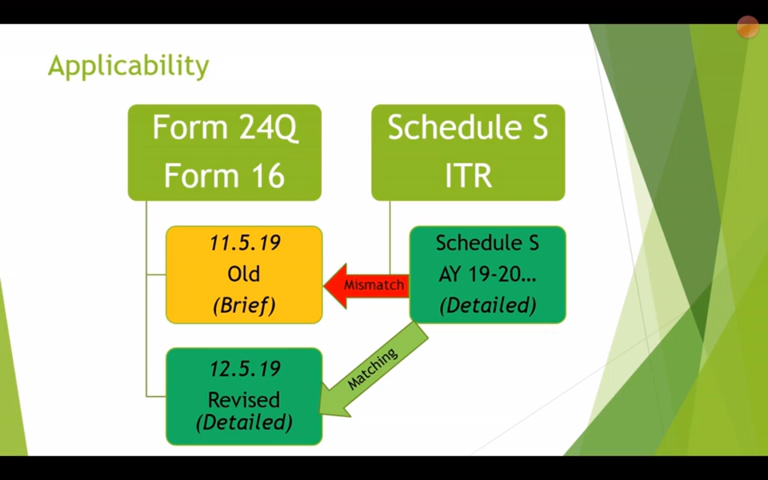 Applicability
Form 24Q
Form 16
Schedule S
ITR
11.5.19
Old
(Brief)
Mismatch
Schedule S
AY 19-20...
(Detailed)
Matching
12.5.19
Revised
(Detailed)